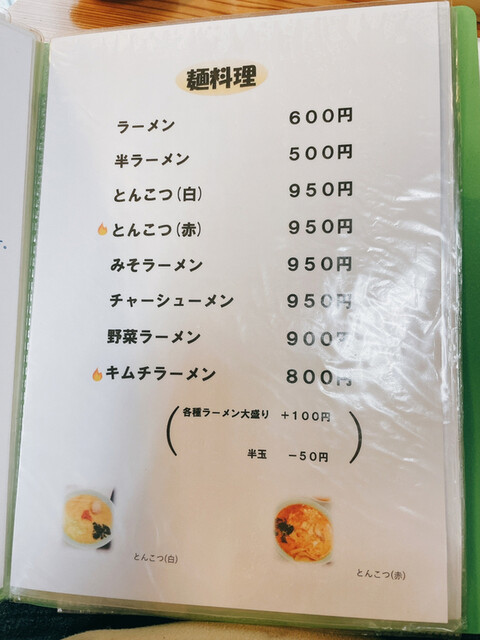 麺料理
ラーメン 600円
半ラーメン 500円
とんこつ(白) 950円
とんこつ(赤) 950円
みそラーメン 950円
チャーシューメン 950円
野菜ラーメン 900円
キムチラーメン 800円
(各種ラーメン大盛り +100円
半玉 −50円)
とんこつ(白)
とんこつ(赤)